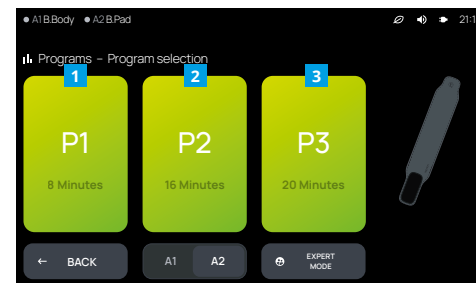 A1 B.Body A2 B.Pad 21:1
Programs – Program selection
1 2 3
P1 P2 P3
8 Minutes 16 Minutes 20 Minutes
← BACK A1 A2 EXPERT
MODE